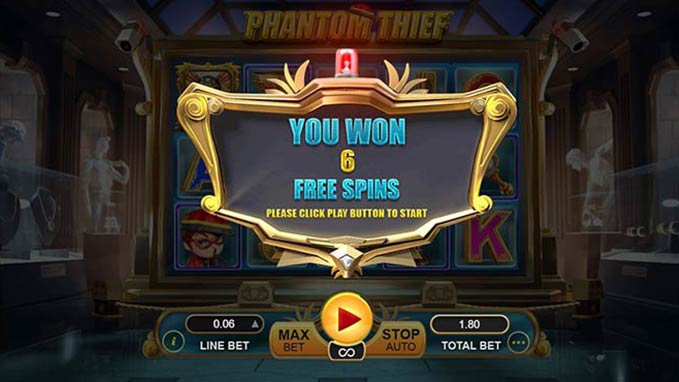 PHANTOM THIEF
YOU WON
6
FREE SPINS
PLEASE CLICK PLAY BUTTON TO START
K
0.06
LINE BET
MAX
BET
STOP
AUTO
1.80
TOTAL BET